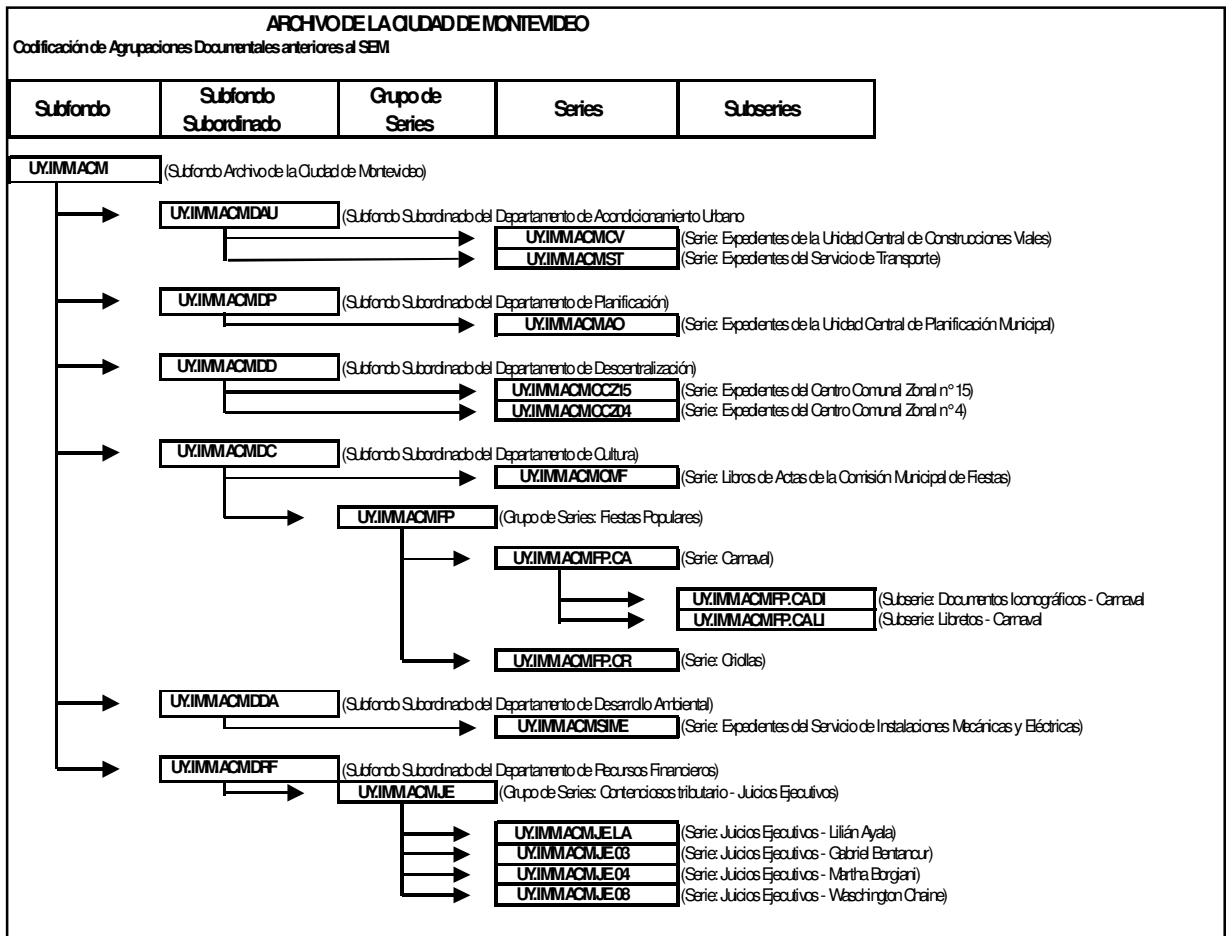 ARCHIVO DE LA CIUDAD DE MONTEVIDEO
Codificación de Agrupaciones Documentales anteriores al SEM
Subfondo
Subfondo Subordinado
Grupo de Series
Series
Subseries
UY.IMM.ACM (Subfondo Archivo de la Ciudad de Montevideo)
UY.IMM.ACM.DAU (Subfondo Subordinado del Departamento de Acondicionamiento Urbano
UY.IMM.ACM.CV (Serie: Expedientes de la Unidad Central de Construcciones Viales)
UY.IMM.ACM.ST (Serie: Expedientes del Servicio de Transporte)
UY.IMM.ACM.DP (Subfondo Subordinado del Departamento de Planificación)
UY.IMM.ACM.AO (Serie: Expedientes de la Unidad Central de Planificación Municipal)
UY.IMM.ACM.DD (Subfondo Subordinado del Departamento de Descentralización)
UY.IMM.ACM.CCZ15 (Serie: Expedientes del Centro Comunal Zonal n° 15)
UY.IMM.ACM.CCZ04 (Serie: Expedientes del Centro Comunal Zonal n° 4)
UY.IMM.ACM.DC (Subfondo Subordinado del Departamento de Cultura)
UY.IMM.ACM.CMF (Serie: Libros de Actas de la Comisión Municipal de Fiestas)
UY.IMM.ACM.FP (Grupo de Series: Fiestas Populares)
UY.IMM.ACM.FP.CA (Serie: Carnaval)
UY.IMM.ACM.FP.CA.DI (Subserie: Documentos Iconográficos - Carnaval
UY.IMM.ACM.FP.CA.LI (Subserie: Libretos - Carnaval
UY.IMM.ACM.FP.CR (Serie: Criollas)
UY.IMM.ACM.DDA (Subfondo Subordinado del Departamento de Desarrollo Ambiental)
UY.IMM.ACM.SIME (Serie: Expedientes del Servicio de Instalaciones Mecánicas y Eléctricas)
UY.IMM.ACM.DRF (Subfondo Subordinado del Departamento de Recursos Financieros)
UY.IMM.ACM.JE (Grupo de Series: Contenciosos tributario - Juicios Ejecutivos)
UY.IMM.ACM.JE.LA (Serie: Juicios Ejecutivos - Lilián Ayala)
UY.IMM.ACM.JE.03 (Serie: Juicios Ejecutivos - Gabriel Bentancur)
UY.IMM.ACM.JE.04 (Serie: Juicios Ejecutivos - Martha Borgiani)
UY.IMM.ACM.JE.08 (Serie: Juicios Ejecutivos - Waschington Chaine)